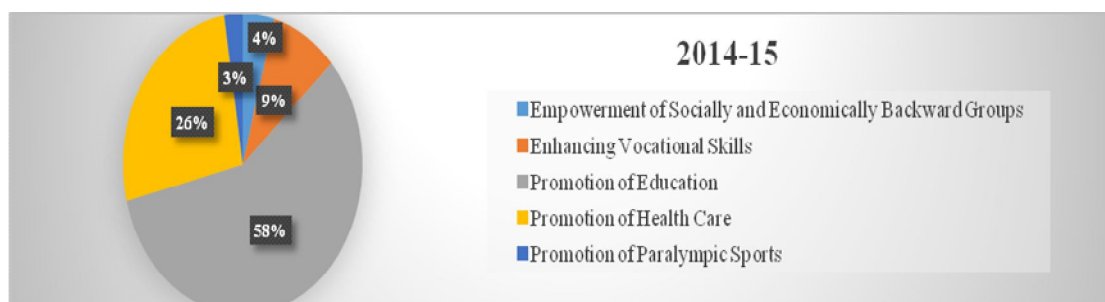 4%
3%
9%
26%
58%
2014-15
Empowerment of Socially and Economically Backward Groups
Enhancing Vocational Skills
Promotion of Education
Promotion of Health Care
Promotion of Paralympic Sports